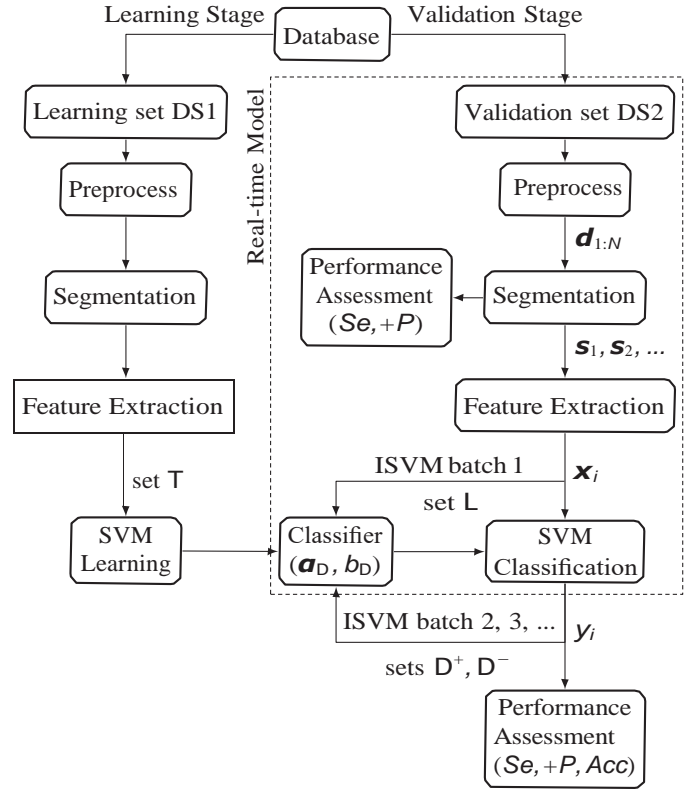 Learning Stage
Validation Stage
Database
Learning set DS1
Validation set DS2
Real-time Model
Preprocess
Preprocess
d1:N
Performance
Assessment
(Se,+P)
Segmentation
Segmentation
s1, s2, ...
Feature Extraction
Feature Extraction
ISVM batch 1
xi
set T
set L
SVM
Learning
Classifier
(aD, bD)
SVM
Classification
ISVM batch 2, 3, ...
yi
sets D+, D−
Performance
Assessment
(Se,+P, Acc)